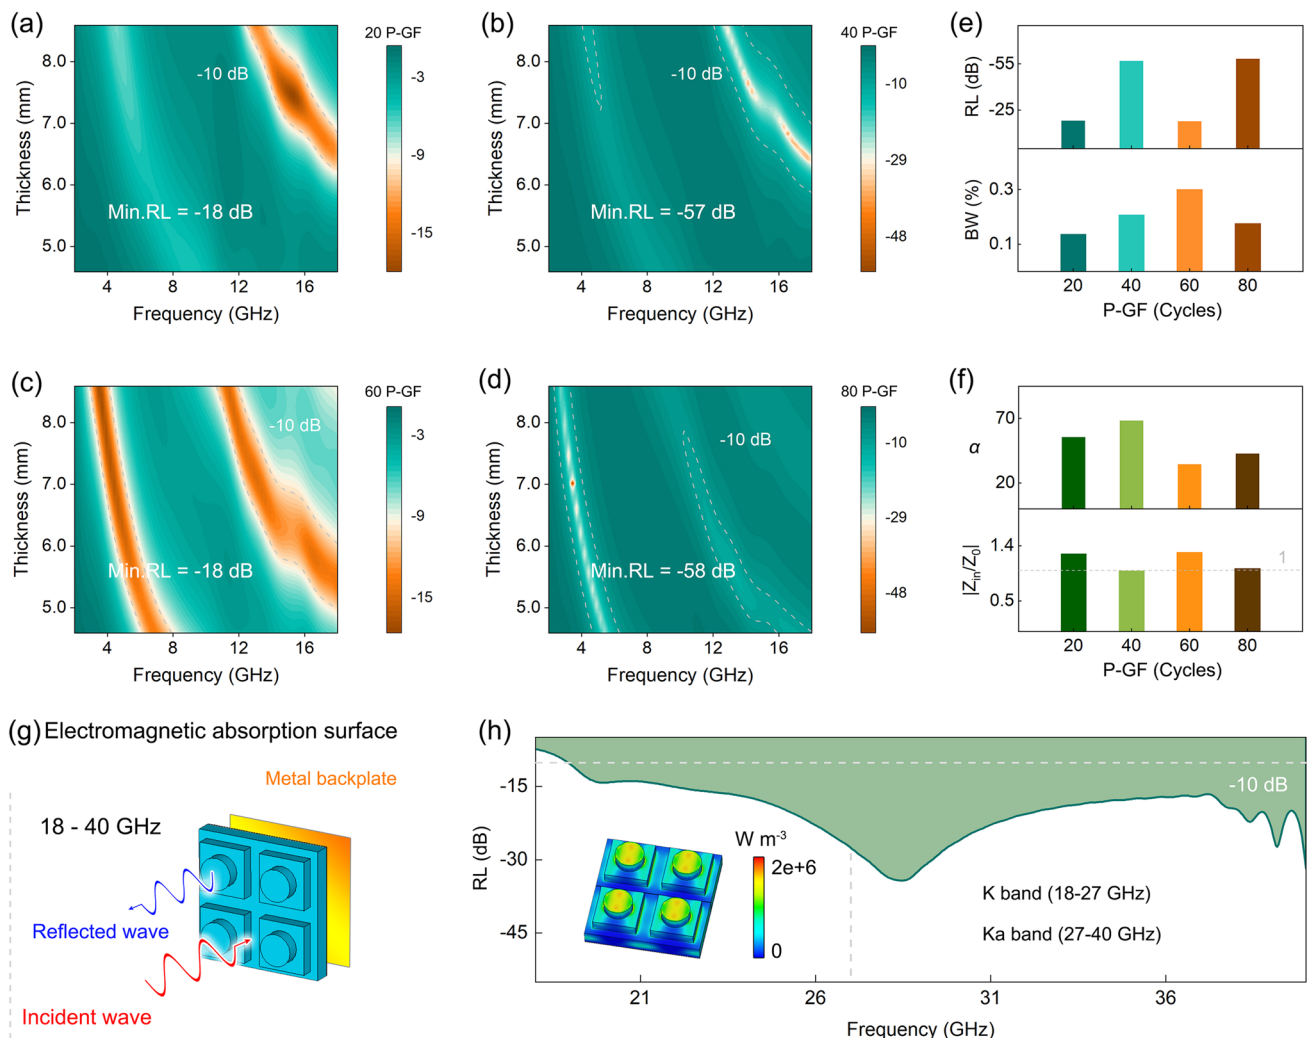 (a)
20 P-GF
8.0
7.0
6.0
5.0
Thickness (mm)
-10 dB
Min.RL = -18 dB
4
8
12
16
Frequency (GHz)
-3
-9
-15
(b)
40 P-GF
8.0
7.0
6.0
5.0
Thickness (mm)
-10 dB
Min.RL = -57 dB
4
8
12
16
Frequency (GHz)
-10
-29
-48
(e)
RL (dB)
-55
-25
BW (%)
0.3
0.1
20
40
60
80
P-GF (Cycles)
(c)
60 P-GF
8.0
7.0
6.0
5.0
Thickness (mm)
-10 dB
Min.RL = -18 dB
4
8
12
16
Frequency (GHz)
-3
-9
-15
(d)
80 P-GF
8.0
7.0
6.0
5.0
Thickness (mm)
-10 dB
Min.RL = -58 dB
4
8
12
16
Frequency (GHz)
-10
-29
-48
(f)
α
70
20
|Z_in/Z_0|
1.4
0.5
1
20
40
60
80
P-GF (Cycles)
(g) Electromagnetic absorption surface
Metal backplate
18 - 40 GHz
Reflected wave
Incident wave
(h)
RL (dB)
-15
-30
-45
-10 dB
W m⁻³
2e+6
0
K band (18-27 GHz)
Ka band (27-40 GHz)
21
26
31
36
Frequency (GHz)